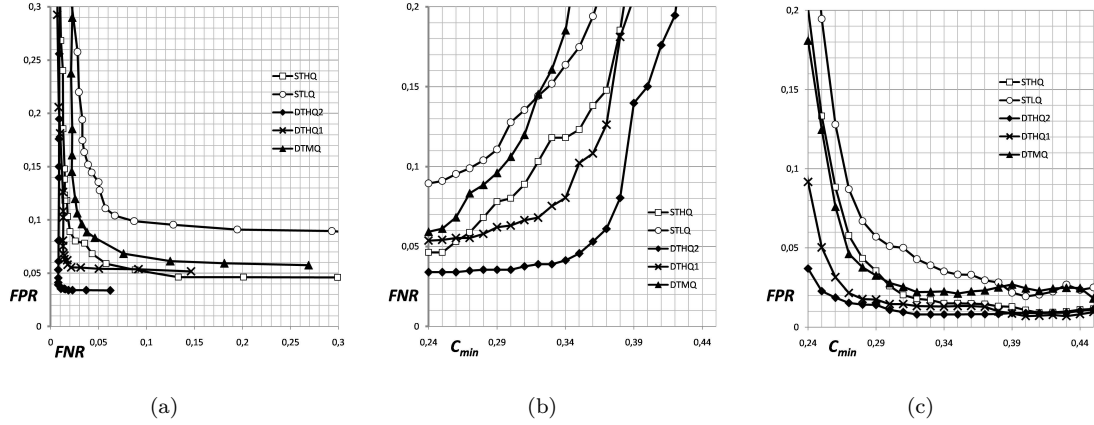 0,3
0,25
0,2
0,15
0,1
0,05
0
FPR
0
0,05
0,1
0,15
0,2
0,25
0,3
FNR
STHQ
STLQ
DTHQ2
DTHQ1
DTMQ
(a)
0,2
0,15
0,1
0,05
0
FNR
0,24
0,29
0,34
0,39
0,44
Cmin
STHQ
STLQ
DTHQ2
DTHQ1
DTMQ
(b)
0,2
0,15
0,1
0,05
0
FPR
0,24
0,29
0,34
0,39
0,44
Cmin
STHQ
STLQ
DTHQ2
DTHQ1
DTMQ
(c)